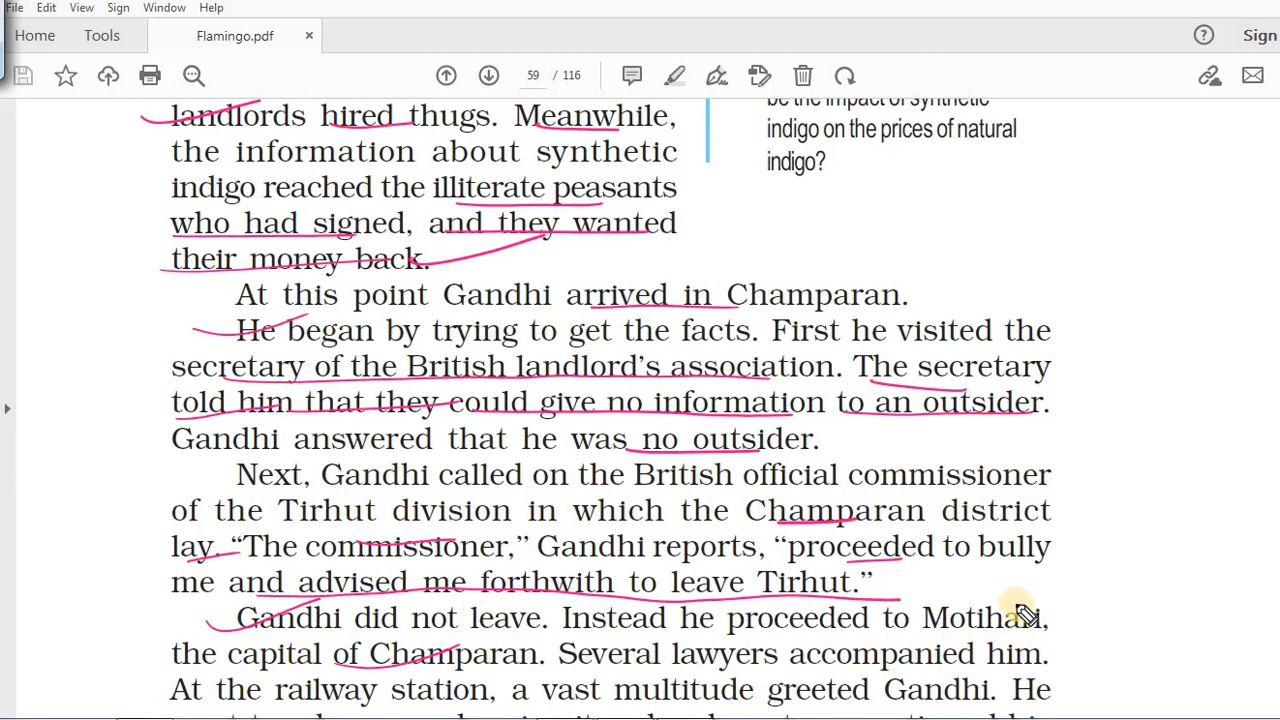 File Edit View Sign Window Help
Home Tools Flamingo.pdf × Sign
59 / 116
landlords hired thugs. Meanwhile,
the information about synthetic
indigo reached the illiterate peasants
who had signed, and they wanted
their money back.
be the impact of synthetic
indigo on the prices of natural
indigo?
At this point Gandhi arrived in Champaran.
He began by trying to get the facts. First he visited the
secretary of the British landlord's association. The secretary
told him that they could give no information to an outsider.
Gandhi answered that he was no outsider.
Next, Gandhi called on the British official commissioner
of the Tirhut division in which the Champaran district
lay. “The commissioner,” Gandhi reports, “proceeded to bully
me and advised me forthwith to leave Tirhut.”
Gandhi did not leave. Instead he proceeded to Motihari,
the capital of Champaran. Several lawyers accompanied him.
At the railway station, a vast multitude greeted Gandhi. He